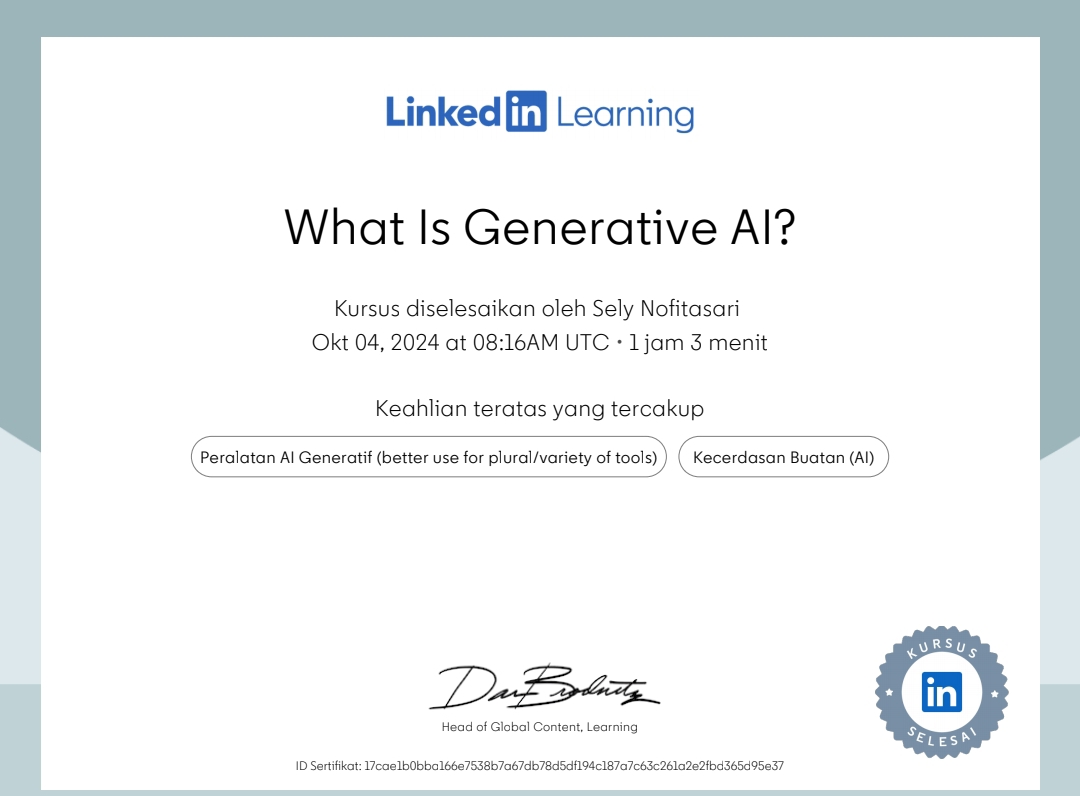 Linkedin Learning
What Is Generative AI?
Kursus diselesaikan oleh Sely Nofitasari
Okt 04, 2024 at 08:16AM UTC • 1 jam 3 menit
Keahlian teratas yang tercakup
Peralatan AI Generatif (better use for plural/variety of tools)
Kecerdasan Buatan (AI)
Dan Brodnitz
Head of Global Content, Learning
KURSUS
in
SELESAI
ID Sertifikat: 17cae1b0bba166e7538b7a67db78d5df194c187a7c63c261a2e2fbd365d95e37